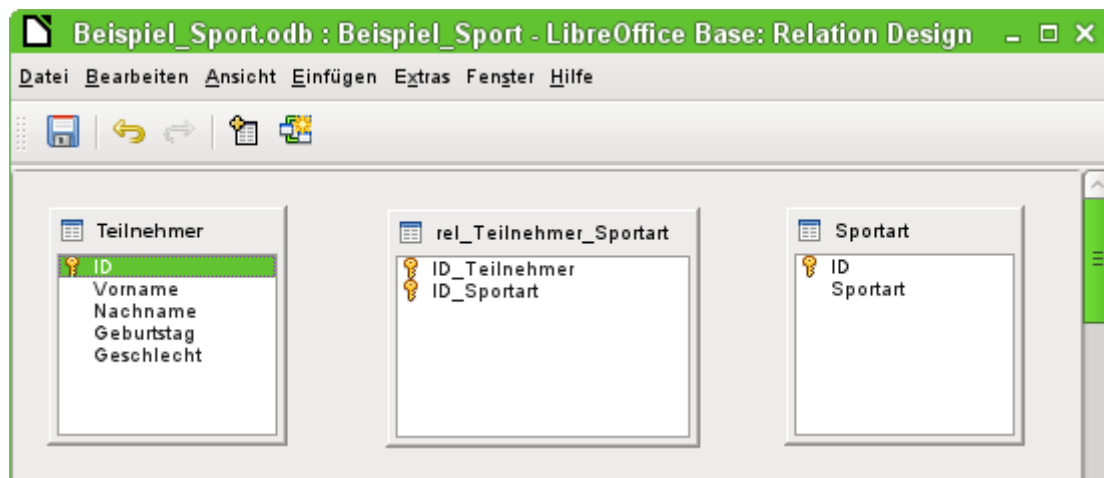 Beispiel_Sport.odb : Beispiel_Sport - LibreOffice Base: Relation Design
Datei Bearbeiten Ansicht Einfügen Extras Fenster Hilfe
Teilnehmer
ID
Vorname
Nachname
Geburtstag
Geschlecht
rel_Teilnehmer_Sportart
ID_Teilnehmer
ID_Sportart
Sportart
ID
Sportart